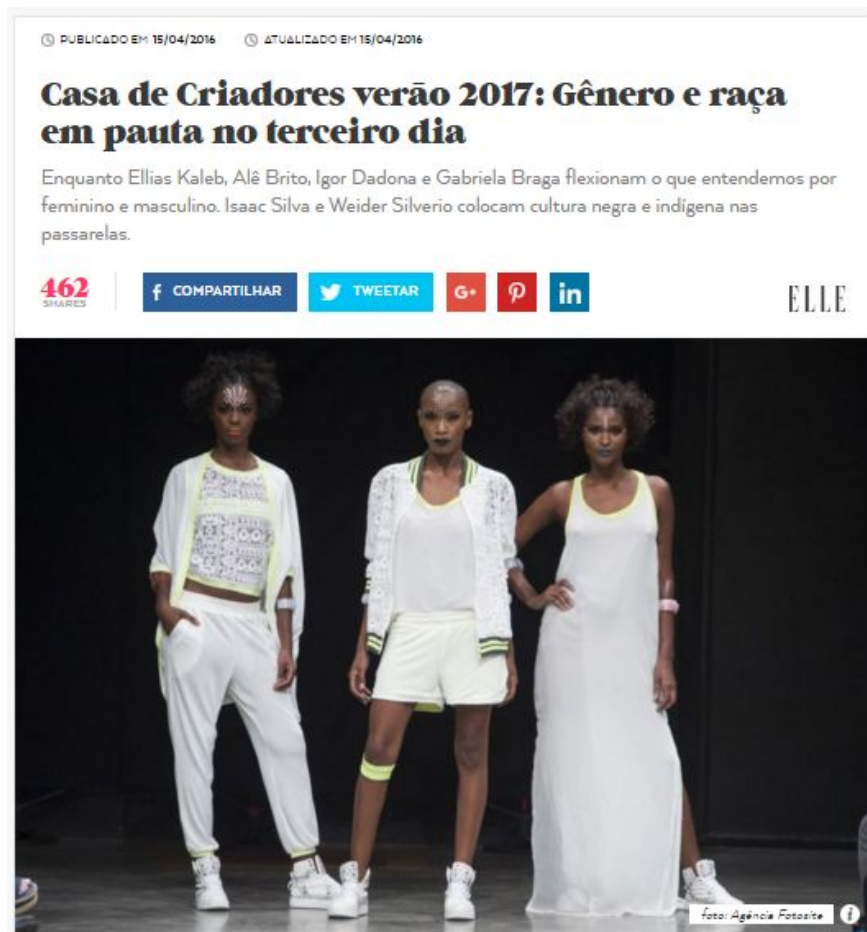 PUBLICADO EM 15/04/2016 ATUALIZADO EM 15/04/2016
Casa de Criadores verão 2017: Gênero e raça
em pauta no terceiro dia
Enquanto Ellias Kaleb, Alê Brito, Igor Dadona e Gabriela Braga flexionam o que entendemos por
feminino e masculino. Isaac Silva e Weider Silverio colocam cultura negra e indígena nas
passarelas.
462
SHARES
f COMPARTILHAR
TWEETAR
G+
in
ELLE
foto: Agência Fotosite
i